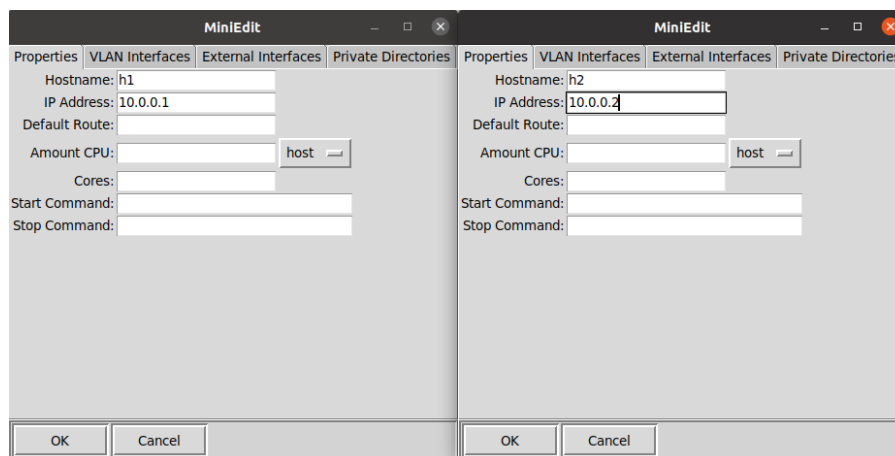 MiniEdit
Properties VLAN Interfaces External Interfaces Private Directories
Hostname: h1
IP Address: 10.0.0.1
Default Route:
Amount CPU: host
Cores:
Start Command:
Stop Command:
OK Cancel
MiniEdit
Properties VLAN Interfaces External Interfaces Private Directories
Hostname: h2
IP Address: 10.0.0.2
Default Route:
Amount CPU: host
Cores:
Start Command:
Stop Command:
OK Cancel